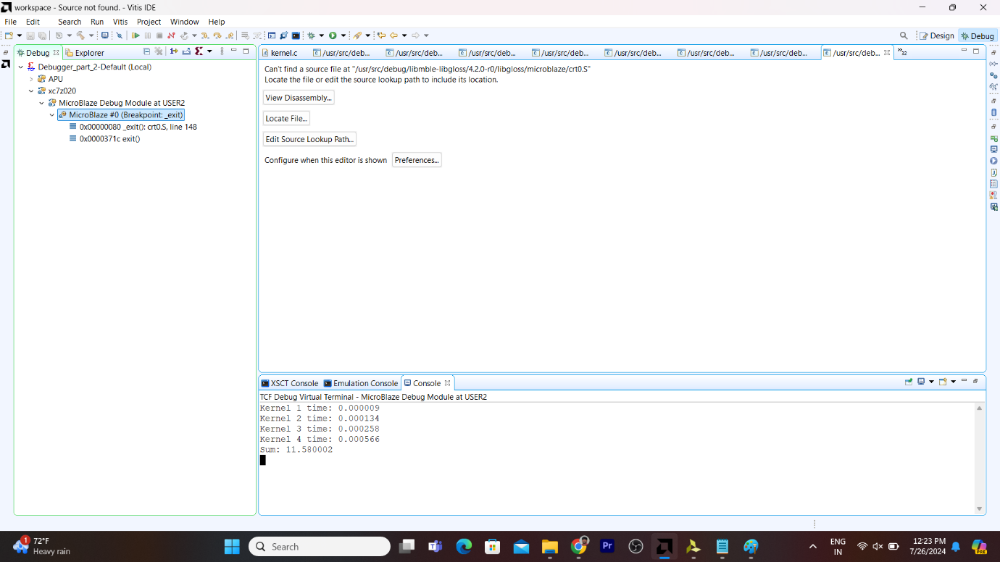 workspace - Source not found. - Vitis IDE
File Edit Search Run Vitis Project Window Help
Design Debug
Debug Explorer
Debugger_part_2-Default (Local)
APU
xc7z020
MicroBlaze Debug Module at USER2
MicroBlaze #0 (Breakpoint: _exit)
0x00000080 _exit(): crt0.S, line 148
0x0000371c exit()
kernel.c /usr/src/deb... /usr/src/deb... /usr/src/deb... /usr/src/deb... /usr/src/deb... /usr/src/deb... /usr/src/deb... /usr/src/deb... »32
Can't find a source file at "/usr/src/debug/libmble-libgloss/4.2.0-r0/libgloss/microblaze/crt0.S"
Locate the file or edit the source lookup path to include its location.
View Disassembly...
Locate File...
Edit Source Lookup Path...
Configure when this editor is shown Preferences...
XSCT Console Emulation Console Console
TCF Debug Virtual Terminal - MicroBlaze Debug Module at USER2
Kernel 1 time: 0.000009
Kernel 2 time: 0.000134
Kernel 3 time: 0.000258
Kernel 4 time: 0.000566
Sum: 11.580002
1
72°F
Heavy rain
Search
Pr
ENG
IN
12:23 PM
7/26/2024
PRE